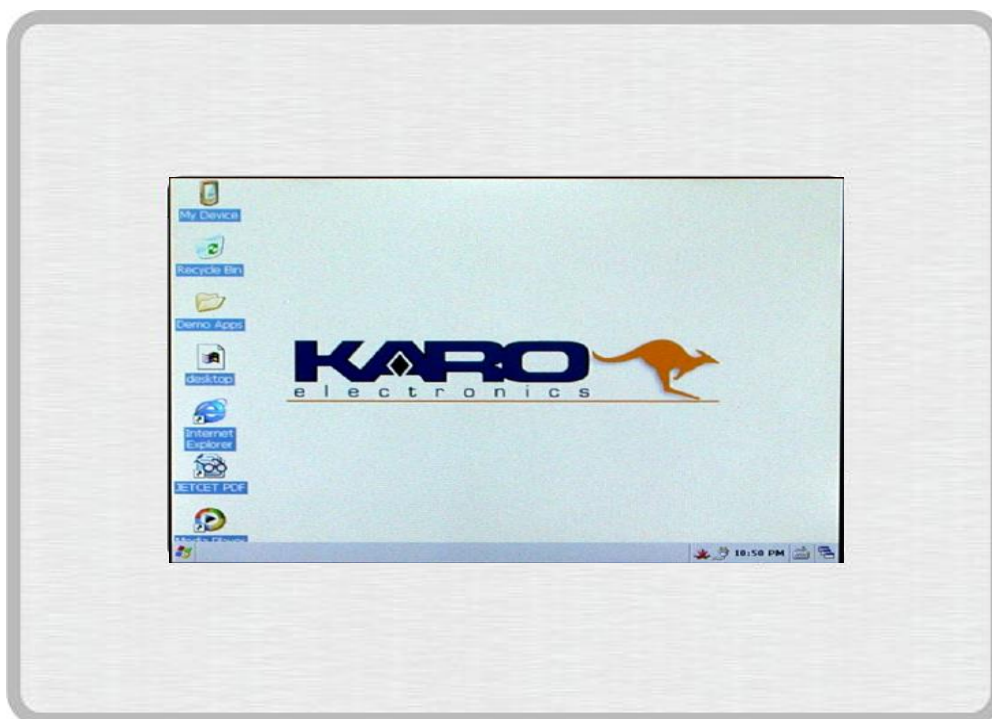 My Device
Recycle Bin
Demo Apps
desktop
Internet
Explorer
JETCET PDF
KARO
electronics
10:50 PM